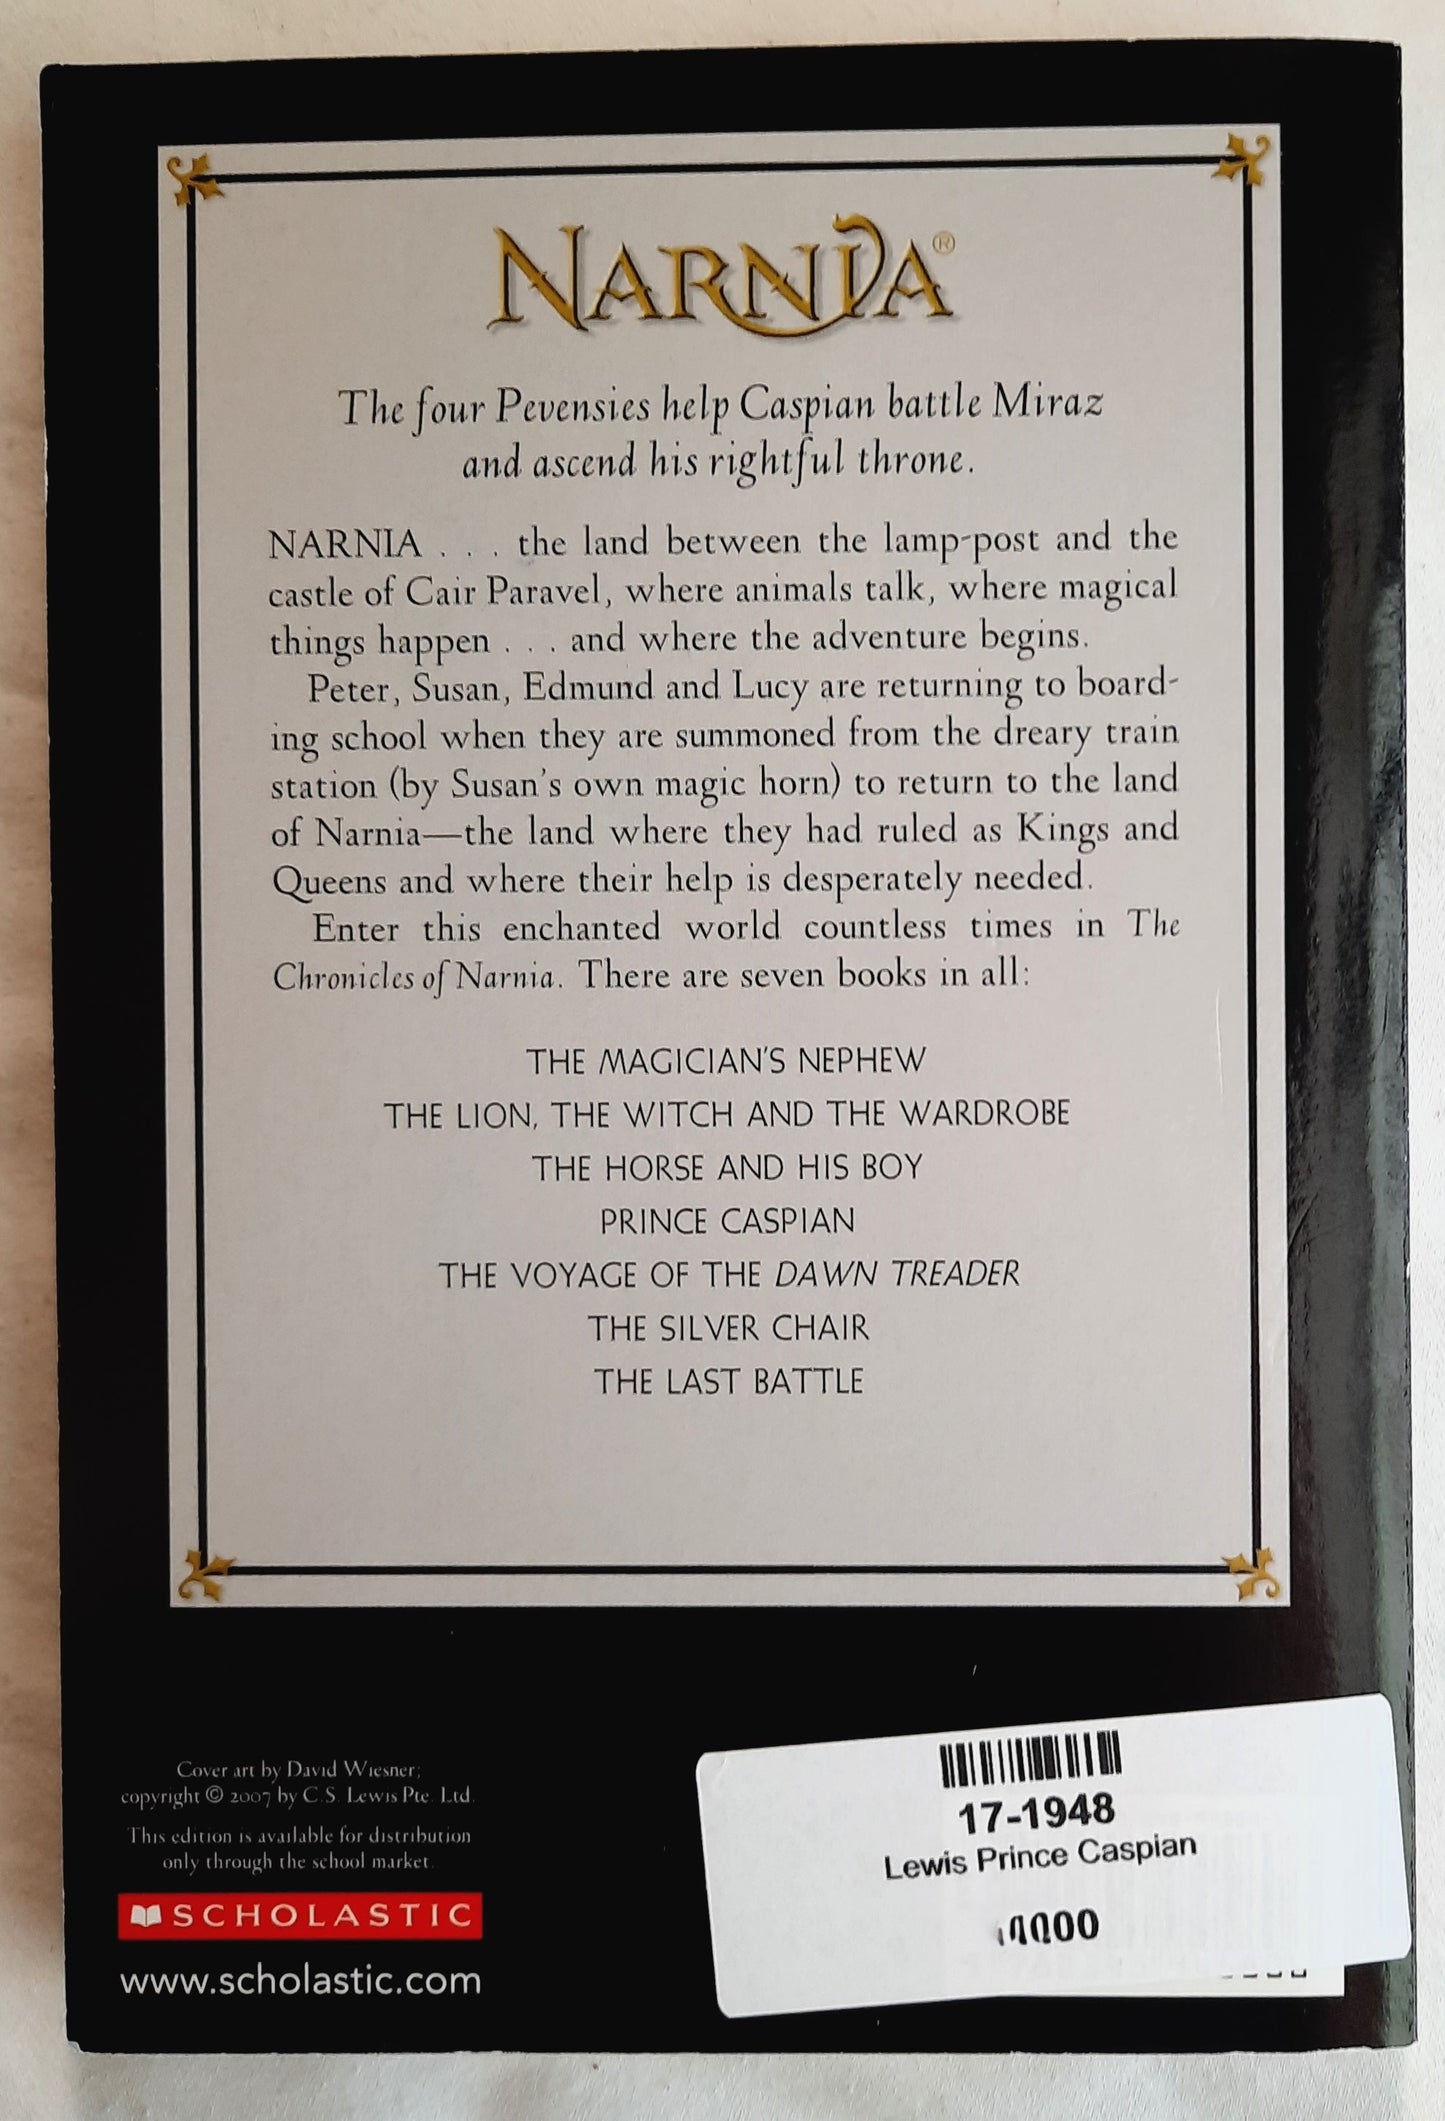 NARNIA®
The four Pevensies help Caspian battle Miraz
and ascend his rightful throne.
NARNIA . . . the land between the lamp-post and the
castle of Cair Paravel, where animals talk, where magical
things happen . . . and where the adventure begins.
Peter, Susan, Edmund and Lucy are returning to board-
ing school when they are summoned from the dreary train
station (by Susan's own magic horn) to return to the land
of Narnia—the land where they had ruled as Kings and
Queens and where their help is desperately needed.
Enter this enchanted world countless times in The
Chronicles of Narnia. There are seven books in all:
THE MAGICIAN'S NEPHEW
THE LION, THE WITCH AND THE WARDROBE
THE HORSE AND HIS BOY
PRINCE CASPIAN
THE VOYAGE OF THE DAWN TREADER
THE SILVER CHAIR
THE LAST BATTLE
Cover art by David Wiesner;
copyright © 2007 by C.S. Lewis Pte. Ltd.
This edition is available for distribution
only through the school market.
SCHOLASTIC
www.scholastic.com
17-1948
Lewis Prince Caspian